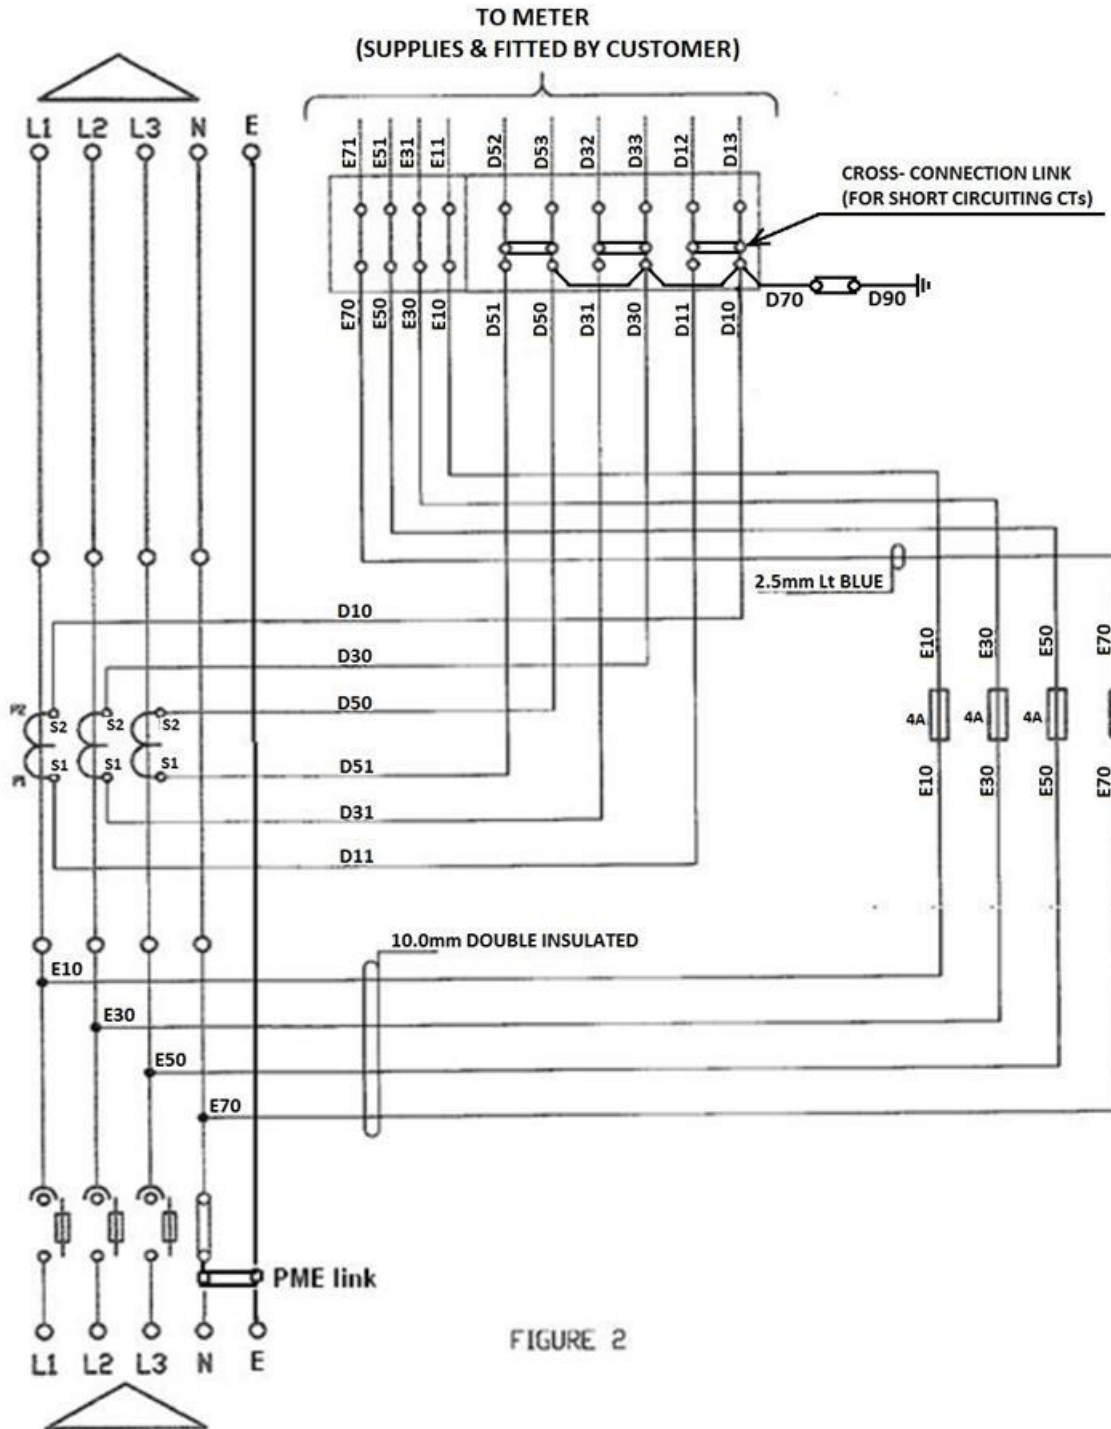 TO METER
(SUPPLIES & FITTED BY CUSTOMER)
L1 L2 L3 N E
E71 E51 E31 E11 D52 D53 D32 D33 D12 D13
CROSS- CONNECTION LINK
(FOR SHORT CIRCUITING CTs)
D70 D90
E70 E50 E30 E10 D51 D50 D31 D30 D11 D10
2.5mm Lt BLUE
D10
D30
D50
E10 E30 E50 E70
P2 S2 S2 S2
4A 4A 4A
S1 S1 S1
D51
E10 E30 E50 E70
D31
D11
10.0mm DOUBLE INSULATED
E10
E30
E50
E70
PME link
FIGURE 2
L1 L2 L3 N E